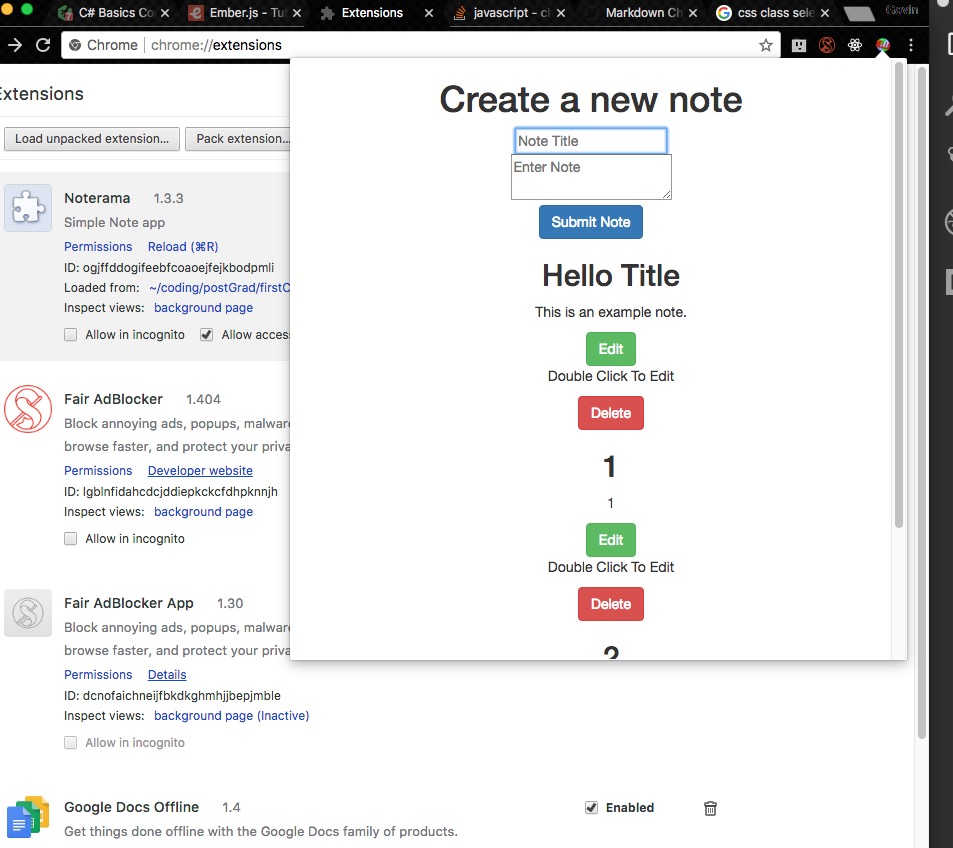 C# Basics Co
Ember.js - Tut
Extensions
javascript - ch
Markdown Ch
css class sele
Gavin
Chrome
chrome://extensions
Extensions
Load unpacked extension...
Pack extension...
Noterama 1.3.3
Simple Note app
Permissions Reload (⌘R)
ID: ogjffddogifeebfcoaoejfejkbodpmli
Loaded from: ~/coding/postGrad/firstC
Inspect views: background page
Allow in incognito Allow access
Fair AdBlocker 1.404
Block annoying ads, popups, malware
browse faster, and protect your priva
Permissions Developer website
ID: lgblnfidahcdcjddiepkckcfdhpknnjh
Inspect views: background page
Allow in incognito
Fair AdBlocker App 1.30
Block annoying ads, popups, malware
browse faster, and protect your priva
Permissions Details
ID: dcnofaichneijfbkdkghmhjjbepjmble
Inspect views: background page (Inactive)
Allow in incognito
Google Docs Offline 1.4
Enabled
Get things done offline with the Google Docs family of products.
Create a new note
Note Title
Enter Note
Submit Note
Hello Title
This is an example note.
Edit
Double Click To Edit
Delete
1
1
Edit
Double Click To Edit
Delete
2